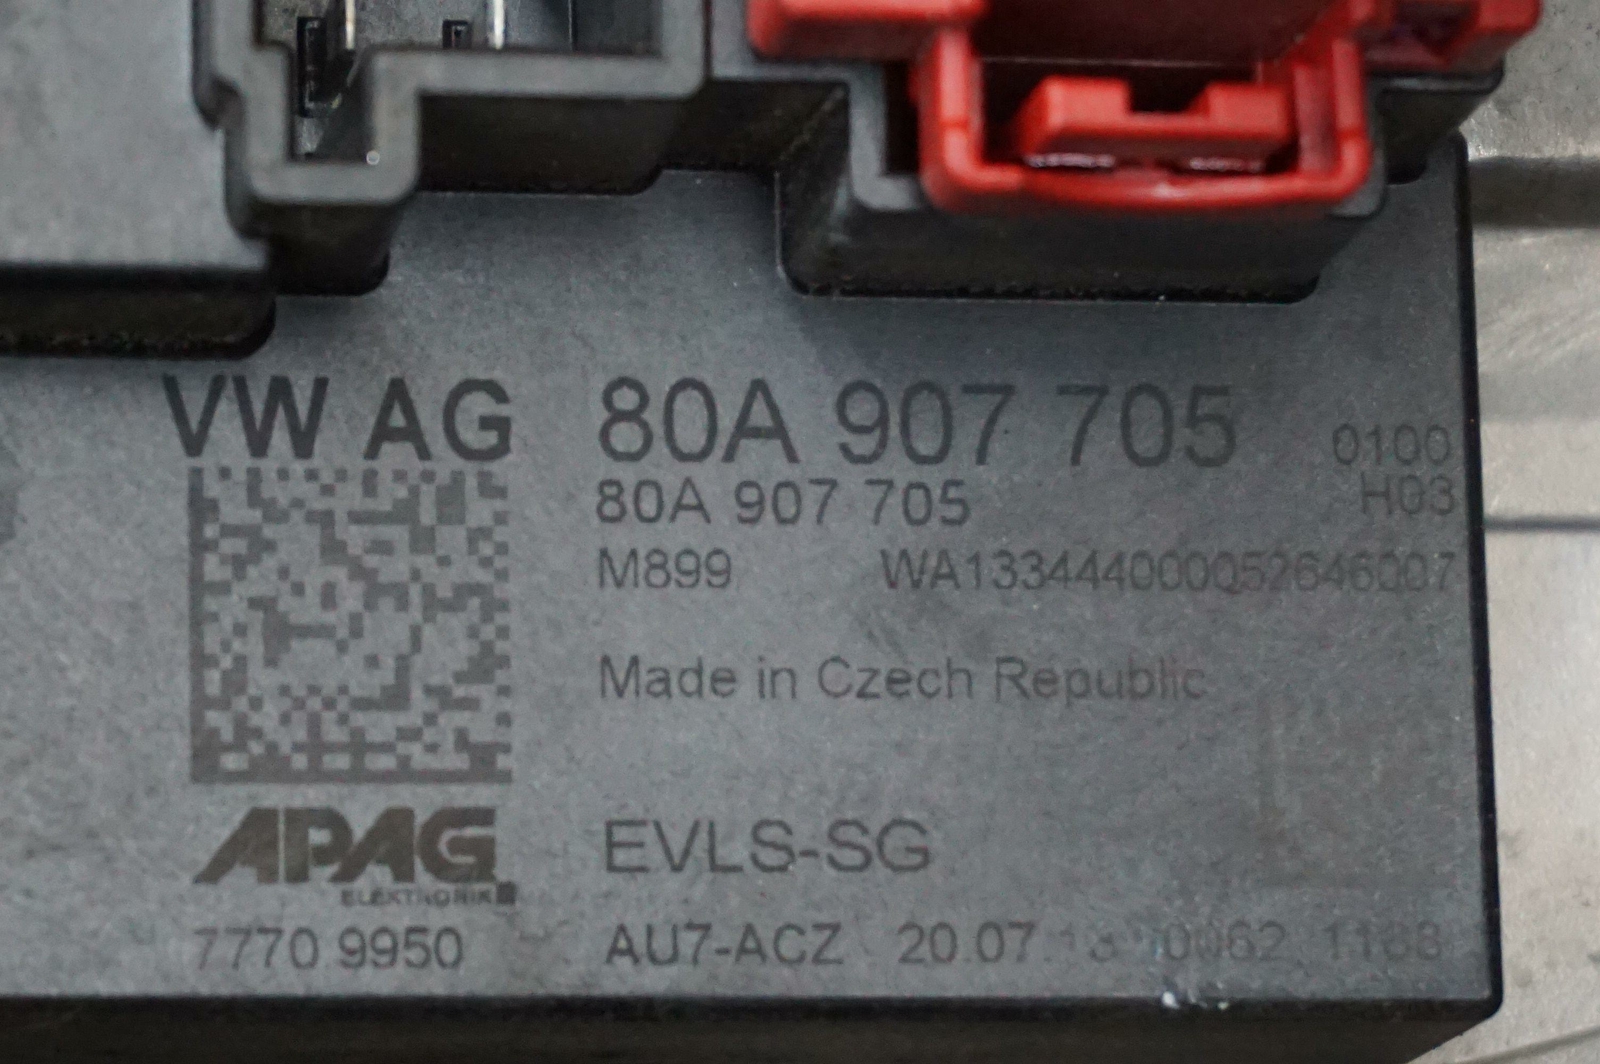 VW AG 80A 907 705 0100
80A 907 705 H03
M899 WA133444000052646007
Made in Czech Republic
APAG
ELEKTRONIK
EVLS-SG
7770 9950 AU7-ACZ 20.07